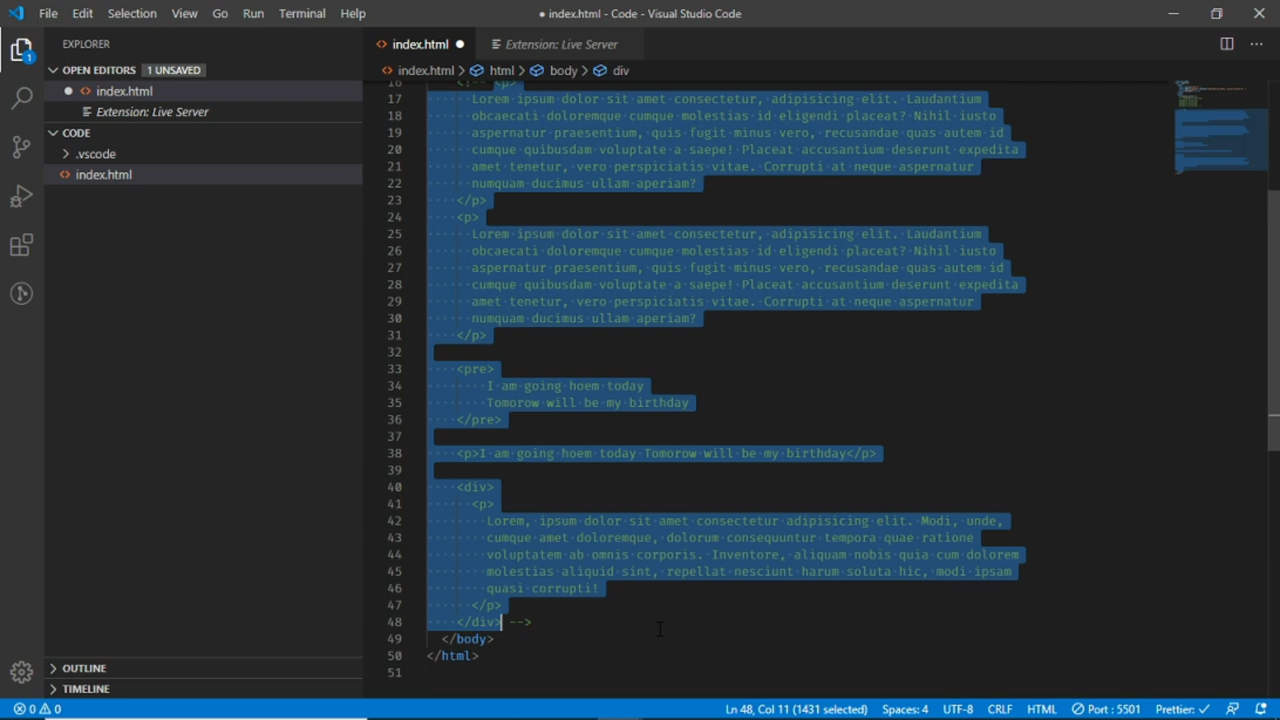 File Edit Selection View Go Run Terminal Help
● index.html - Code - Visual Studio Code
EXPLORER
OPEN EDITORS 1 UNSAVED
index.html
Extension: Live Server
CODE
.vscode
index.html
OUTLINE
TIMELINE
1
index.html ● Extension: Live Server
index.html > html > body > div
16 <!-- <p>
17 Lorem ipsum dolor sit amet consectetur, adipisicing elit. Laudantium
18 obcaecati doloremque cumque molestias id eligendi placeat? Nihil iusto
19 aspernatur praesentium, quis fugit minus vero, recusandae quas autem id
20 cumque quibusdam voluptate a saepe! Placeat accusantium deserunt expedita
21 amet tenetur, vero perspiciatis vitae. Corrupti at neque aspernatur
22 numquam ducimus ullam aperiam?
23 </p>
24 <p>
25 Lorem ipsum dolor sit amet consectetur, adipisicing elit. Laudantium
26 obcaecati doloremque cumque molestias id eligendi placeat? Nihil iusto
27 aspernatur praesentium, quis fugit minus vero, recusandae quas autem id
28 cumque quibusdam voluptate a saepe! Placeat accusantium deserunt expedita
29 amet tenetur, vero perspiciatis vitae. Corrupti at neque aspernatur
30 numquam ducimus ullam aperiam?
31 </p>
32
33 <pre>
34 I am going hoem today
35 Tomorow will be my birthday
36 </pre>
37
38 <p>I am going hoem today Tomorow will be my birthday</p>
39
40 <div>
41 <p>
42 Lorem, ipsum dolor sit amet consectetur adipisicing elit. Modi, unde,
43 cumque amet doloremque, dolorum consequuntur tempora quae ratione
44 voluptatem ab omnis corporis. Inventore, aliquam nobis quia cum dolorem
45 molestias aliquid sint, repellat nesciunt harum soluta hic, modi ipsam
46 quasi corrupti!
47 </p>
48 </div> -->
49 </body>
50 </html>
51
0 0 Ln 48, Col 11 (1431 selected) Spaces: 4 UTF-8 CRLF HTML Port : 5501 Prettier: ✓